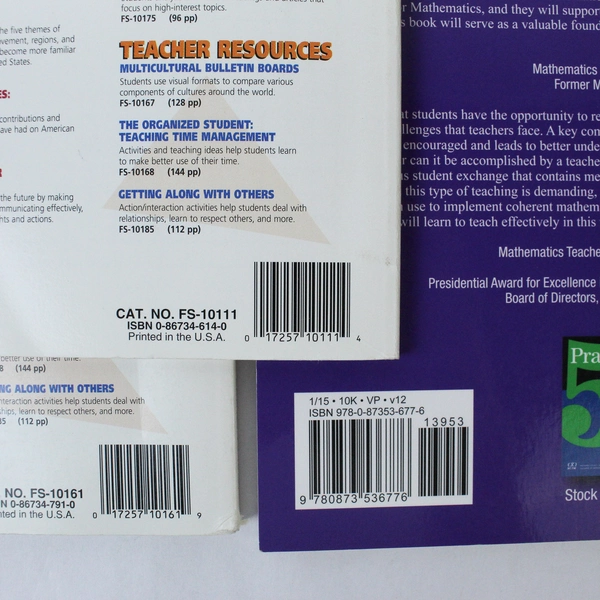 focus on high-interest topics.
FS-10175 (96 pp)
five themes of
vement, regions, and
become more familiar
ed States.
ES:
contributions and
ave had on American
R
the future by making
mmunicating effectively,
hts and actions.
TEACHER RESOURCES
MULTICULTURAL BULLETIN BOARDS
Students use visual formats to compare various
components of cultures around the world.
FS-10167 (128 pp)
THE ORGANIZED STUDENT:
TEACHING TIME MANAGEMENT
Activities and teaching ideas help students learn
to make better use of their time.
FS-10168 (144 pp)
GETTING ALONG WITH OTHERS
Action/interaction activities help students deal with
relationships, learn to respect others, and more.
FS-10185 (112 pp)
CAT. NO. FS-10111
ISBN 0-86734-614-0
Printed in the U.S.A.
0 17257 10111 4
better use of their time.
8 (144 pp)
NG ALONG WITH OTHERS
nteraction activities help students deal with
ships, learn to respect others, and more.
85 (112 pp)
NO. FS-10161
N 0-86734-791-0
nted in the U.S.A.
0 17257 10161 9
r Mathematics, and they will suppor
s book will serve as a valuable found
Mathematics
Former M
at students have the opportunity to re
llenges that teachers face. A key con
encouraged and leads to better unde
r can it be accomplished by a teache
s student exchange that contains me
this type of teaching is demanding,
use to implement coherent mathem
will learn to teach effectively in this
Mathematics Teache
Presidential Award for Excellence
Board of Directors,
1/15 • 10K • VP • v12
ISBN 978-0-87353-677-6
13953
9 780873 536776
Pra
5
Stock